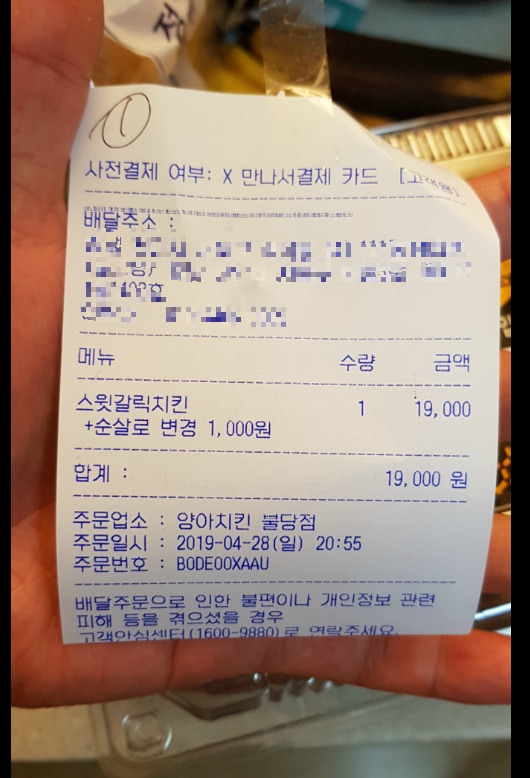 정
①
사전결제 여부: X 만나서결제 카드 [고객용]
배달주소 :
메뉴 수량 금액
스윗갈릭치킨 1 19,000
+순살로 변경 1,000원
합계 : 19,000 원
주문업소 : 양아치킨 불당점
주문일시 : 2019-04-28(일) 20:55
주문번호 : B0DE00XAAU
배달주문으로 인한 불편이나 개인정보 관련
피해 등을 겪으셨을 경우
고객안심센터(1600-9880)로 연락주세요.